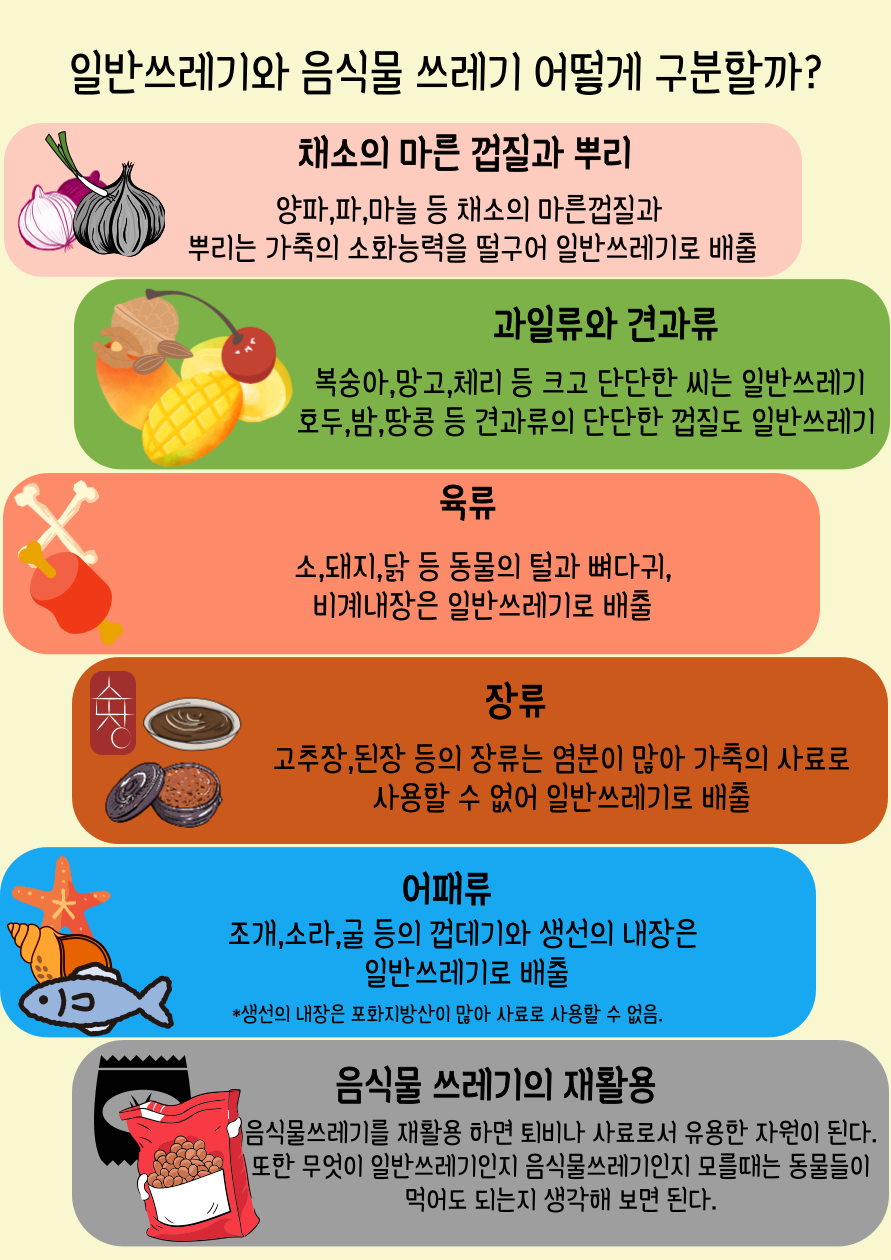 일반쓰레기와 음식물 쓰레기 어떻게 구분할까?
채소의 마른 껍질과 뿌리
양파,파,마늘 등 채소의 마른껍질과
뿌리는 가축의 소화능력을 떨구어 일반쓰레기로 배출
과일류와 견과류
복숭아,망고,체리 등 크고 단단한 씨는 일반쓰레기
호두,밤,땅콩 등 견과류의 단단한 껍질도 일반쓰레기
육류
소,돼지,닭 등 동물의 털과 뼈다귀,
비계내장은 일반쓰레기로 배출
순창
장류
고추장,된장 등의 장류는 염분이 많아 가축의 사료로
사용할 수 없어 일반쓰레기로 배출
어패류
조개,소라,굴 등의 껍데기와 생선의 내장은
일반쓰레기로 배출
*생선의 내장은 포화지방산이 많아 사료로 사용할 수 없음.
음식물 쓰레기의 재활용
음식물쓰레기를 재활용 하면 퇴비나 사료로서 유용한 자원이 된다.
또한 무엇이 일반쓰레기인지 음식물쓰레기인지 모를때는 동물들이
먹어도 되는지 생각해 보면 된다.